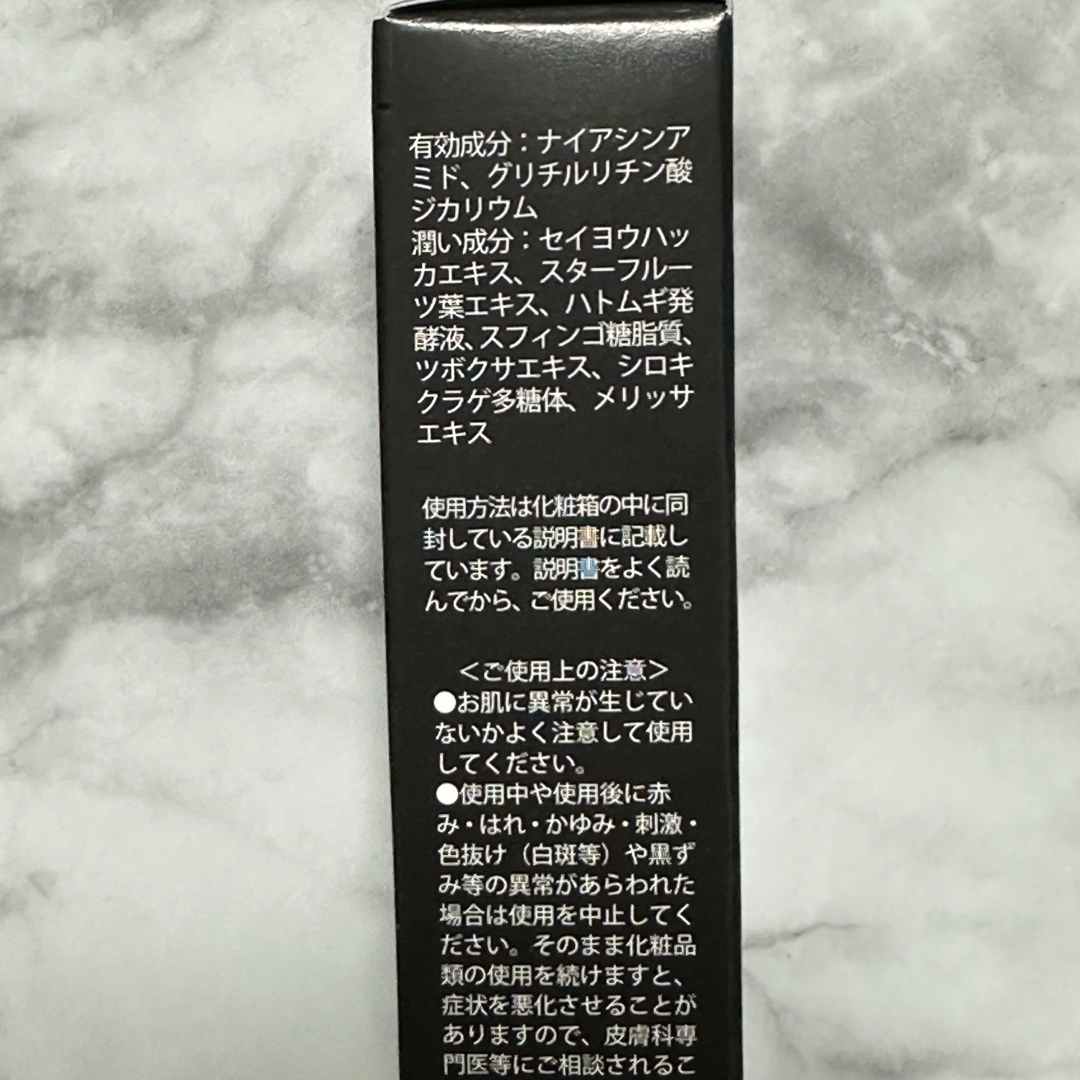 有効成分：ナイアシンア
ミド、グリチルリチン酸
ジカリウム
潤い成分：セイヨウハッ
カエキス、スターフルー
ツ葉エキス、ハトムギ発
酵液、スフィンゴ糖脂質、
ツボクサエキス、シロキ
クラゲ多糖体、メリッサ
エキス
使用方法は化粧箱の中に同
封している説明書に記載し
ています。説明書をよく読
んでから、ご使用ください。
＜ご使用上の注意＞
●お肌に異常が生じてい
ないかよく注意して使用
してください。
●使用中や使用後に赤
み・はれ・かゆみ・刺激・
色抜け（白斑等）や黒ず
み等の異常があらわれた
場合は使用を中止してく
ださい。そのまま化粧品
類の使用を続けますと、
症状を悪化させることが
ありますので、皮膚科専
門医等にご相談されるこ